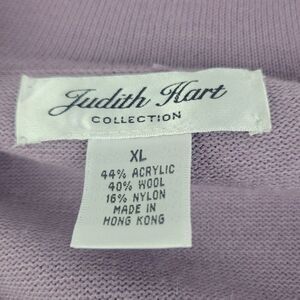 Judith Hart
COLLECTION
XL
44% ACRYLIC
40% WOOL
16% NYLON
MADE IN
HONG KONG